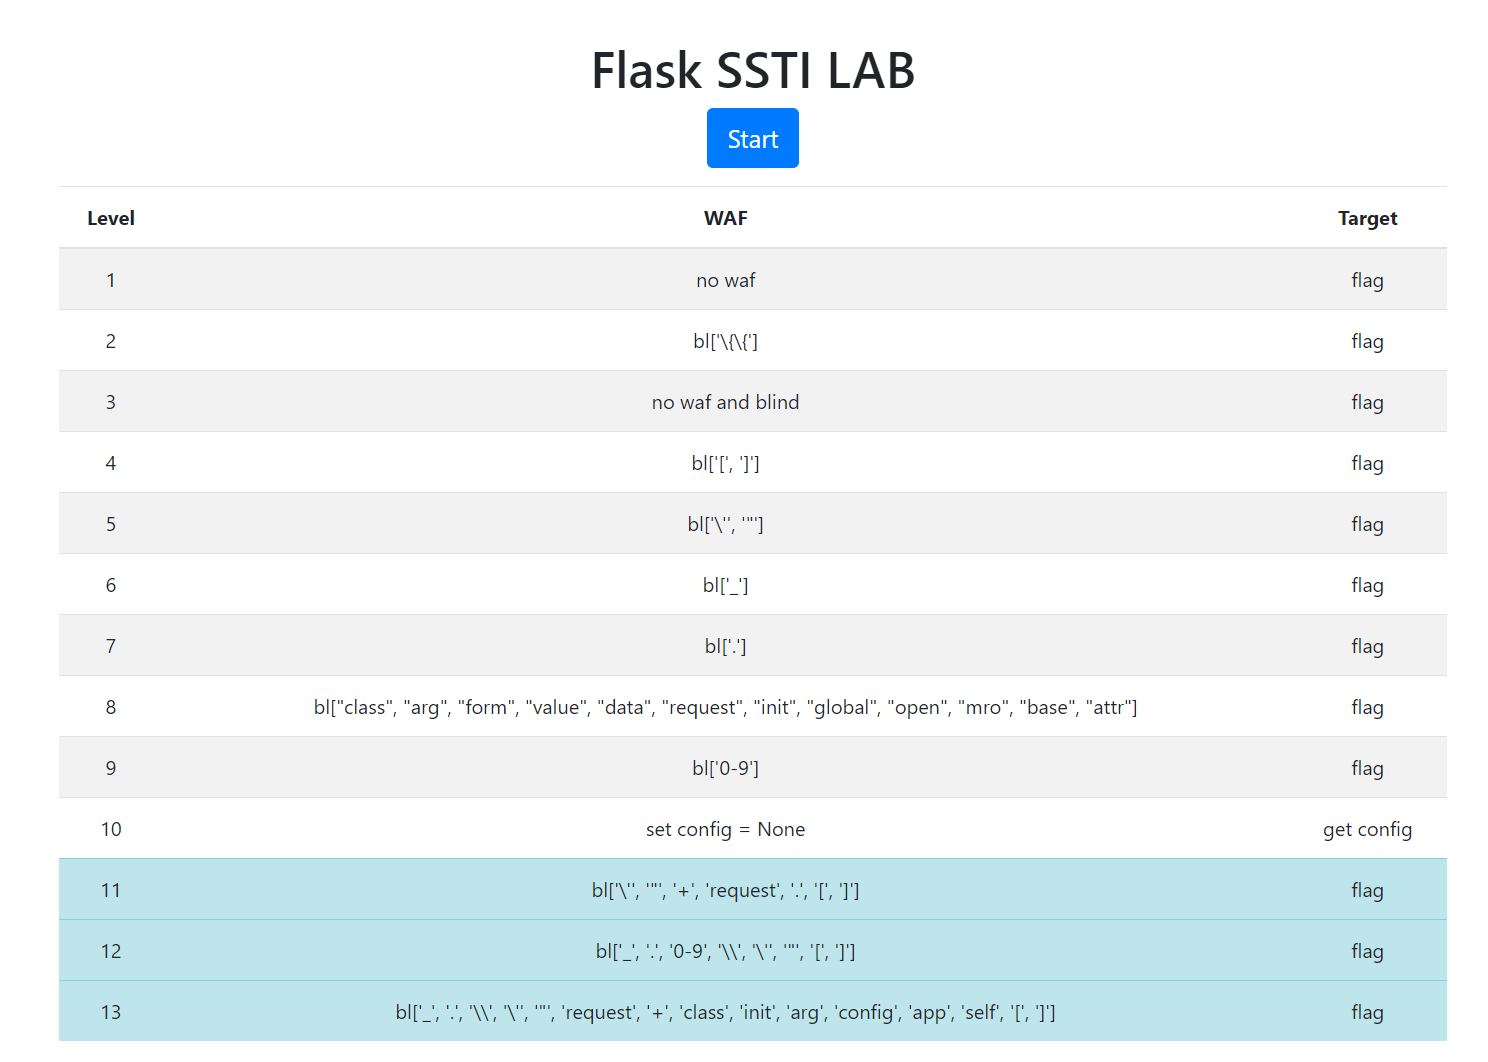 Flask SSTI LAB
Start
Level WAF Target
1 no waf flag
2 bl['\{\{'] flag
3 no waf and blind flag
4 bl['[', ']'] flag
5 bl['\'', '"'] flag
6 bl['_'] flag
7 bl['.'] flag
8 bl["class", "arg", "form", "value", "data", "request", "init", "global", "open", "mro", "base", "attr"] flag
9 bl['0-9'] flag
10 set config = None get config
11 bl['\'', '"', '+', 'request', '.', '[', ']'] flag
12 bl['_', '.', '0-9', '\\', '\'', '"', '[', ']'] flag
13 bl['_', '.', '\\', '\'', '"', 'request', '+', 'class', 'init', 'arg', 'config', 'app', 'self', '[', ']'] flag